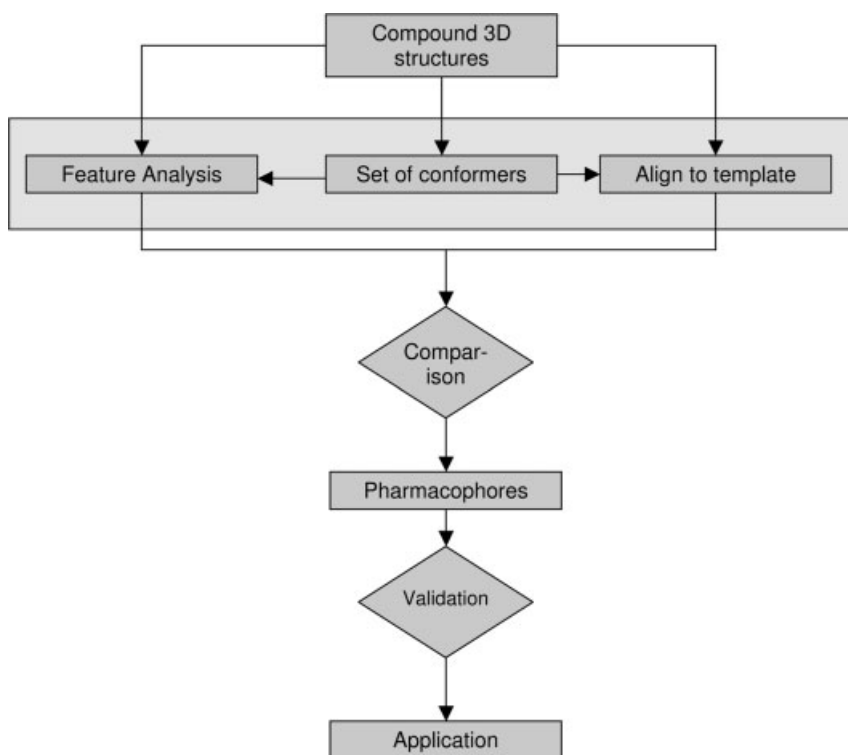 Compound 3D
structures
Feature Analysis
Set of conformers
Align to template
Compar-
ison
Pharmacophores
Validation
Application